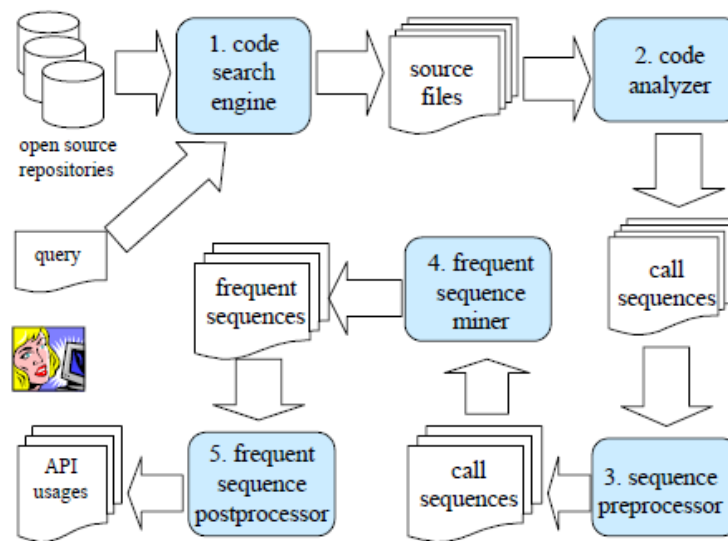 1. code
search
engine
source
files
2. code
analyzer
open source
repositories
query
frequent
sequences
4. frequent
sequence
miner
call
sequences
API
usages
5. frequent
sequence
postprocessor
call
sequences
3. sequence
preprocessor